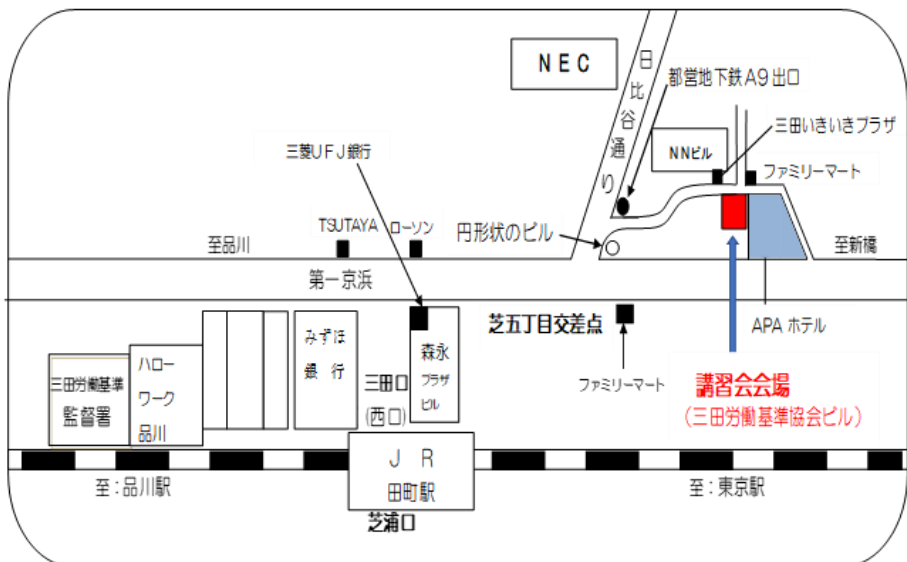 NEC
日比谷通り
都営地下鉄A9出口
三田いきいきプラザ
NNビル
ファミリーマート
三菱UFJ銀行
TSUTAYA
ローソン
円形状のビル
至品川
至新橋
第一京浜
芝五丁目交差点
APAホテル
みずほ
銀行
森永
プラザ
ビル
三田口
(西口)
ファミリーマート
講習会会場
(三田労働基準協会ビル)
三田労働基準
監督署
ハロー
ワーク
品川
JR
田町駅
至:品川駅
至:東京駅
芝浦口